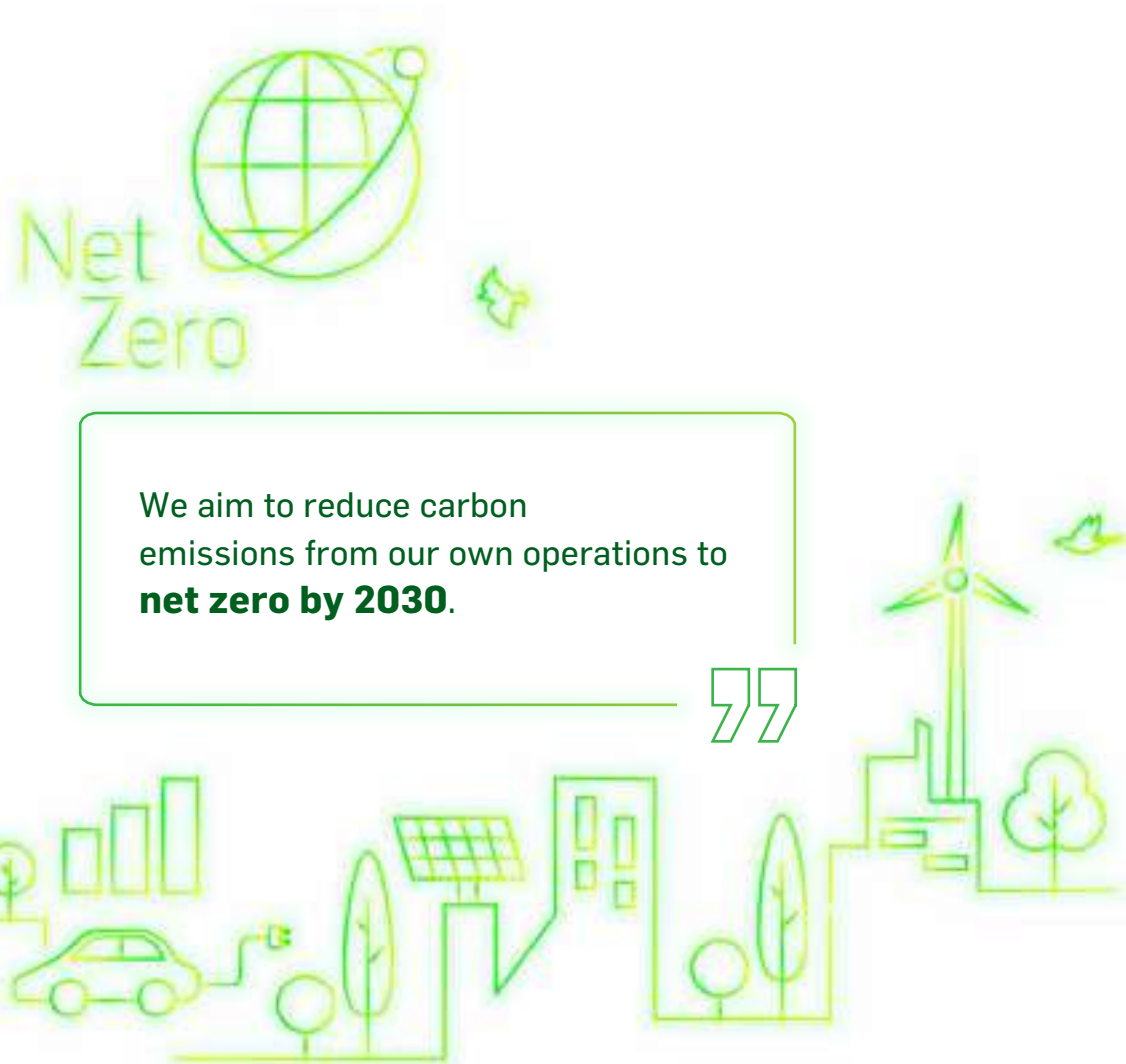 Net
Zero
We aim to reduce carbon
emissions from our own operations to
net zero by 2030.
”